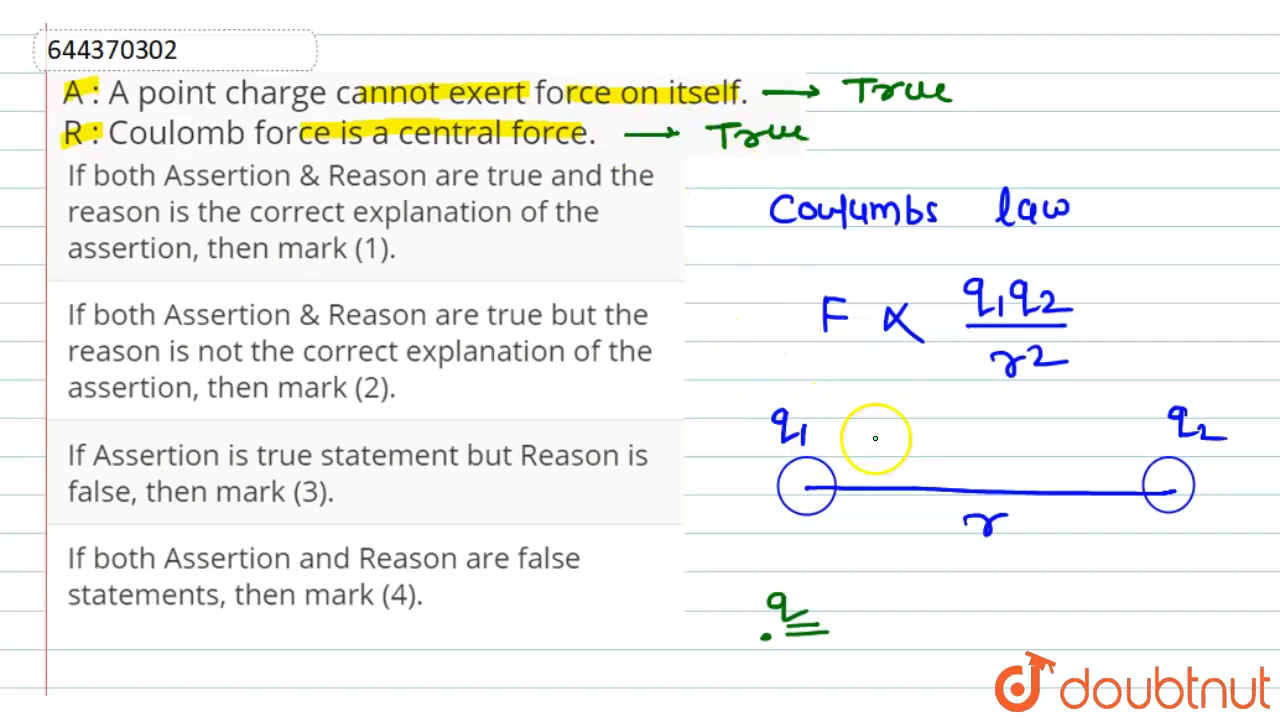 644370302
A : A point charge cannot exert force on itself. → True
R : Coulomb force is a central force. → True
If both Assertion & Reason are true and the
reason is the correct explanation of the
assertion, then mark (1).
If both Assertion & Reason are true but the
reason is not the correct explanation of the
assertion, then mark (2).
If Assertion is true statement but Reason is
false, then mark (3).
If both Assertion and Reason are false
statements, then mark (4).
Coulumbs law
F ∝ q1q2
r2
q1 q2
r
q
doubtnut